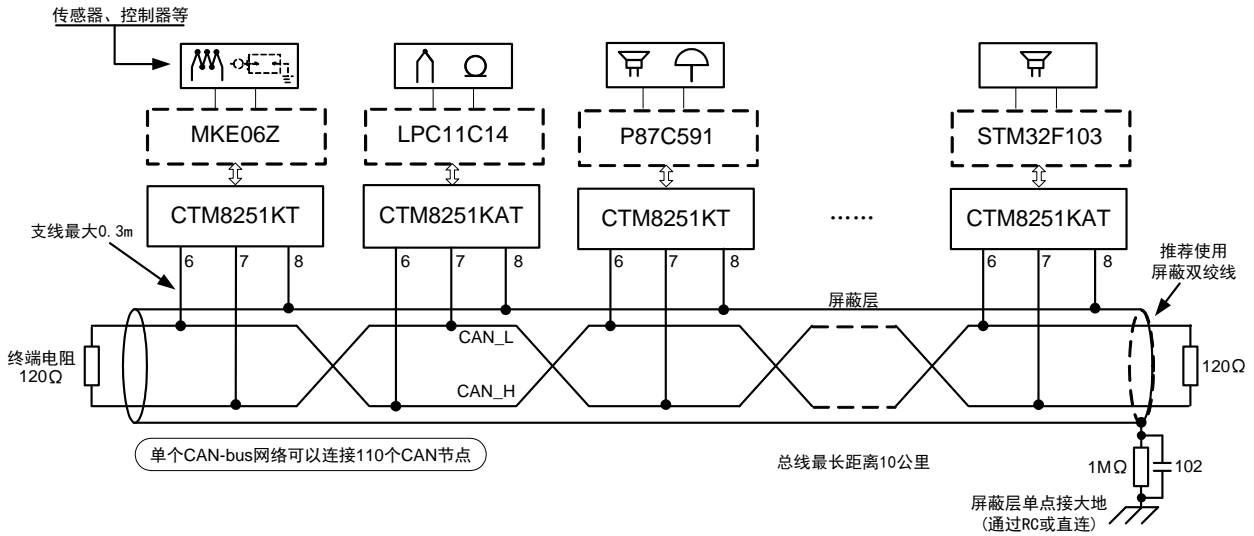 传感器、控制器等
MKE06Z
LPC11C14
P87C591
STM32F103
CTM8251KT
CTM8251KAT
CTM8251KT
……
CTM8251KAT
支线最大0.3m
6 7 8
6 7 8
6 7 8
6 7 8
推荐使用
屏蔽双绞线
屏蔽层
CAN_L
CAN_H
终端电阻
120Ω
120Ω
单个CAN-bus网络可以连接110个CAN节点
总线最长距离10公里
1MΩ
102
屏蔽层单点接大地
(通过RC或直连)